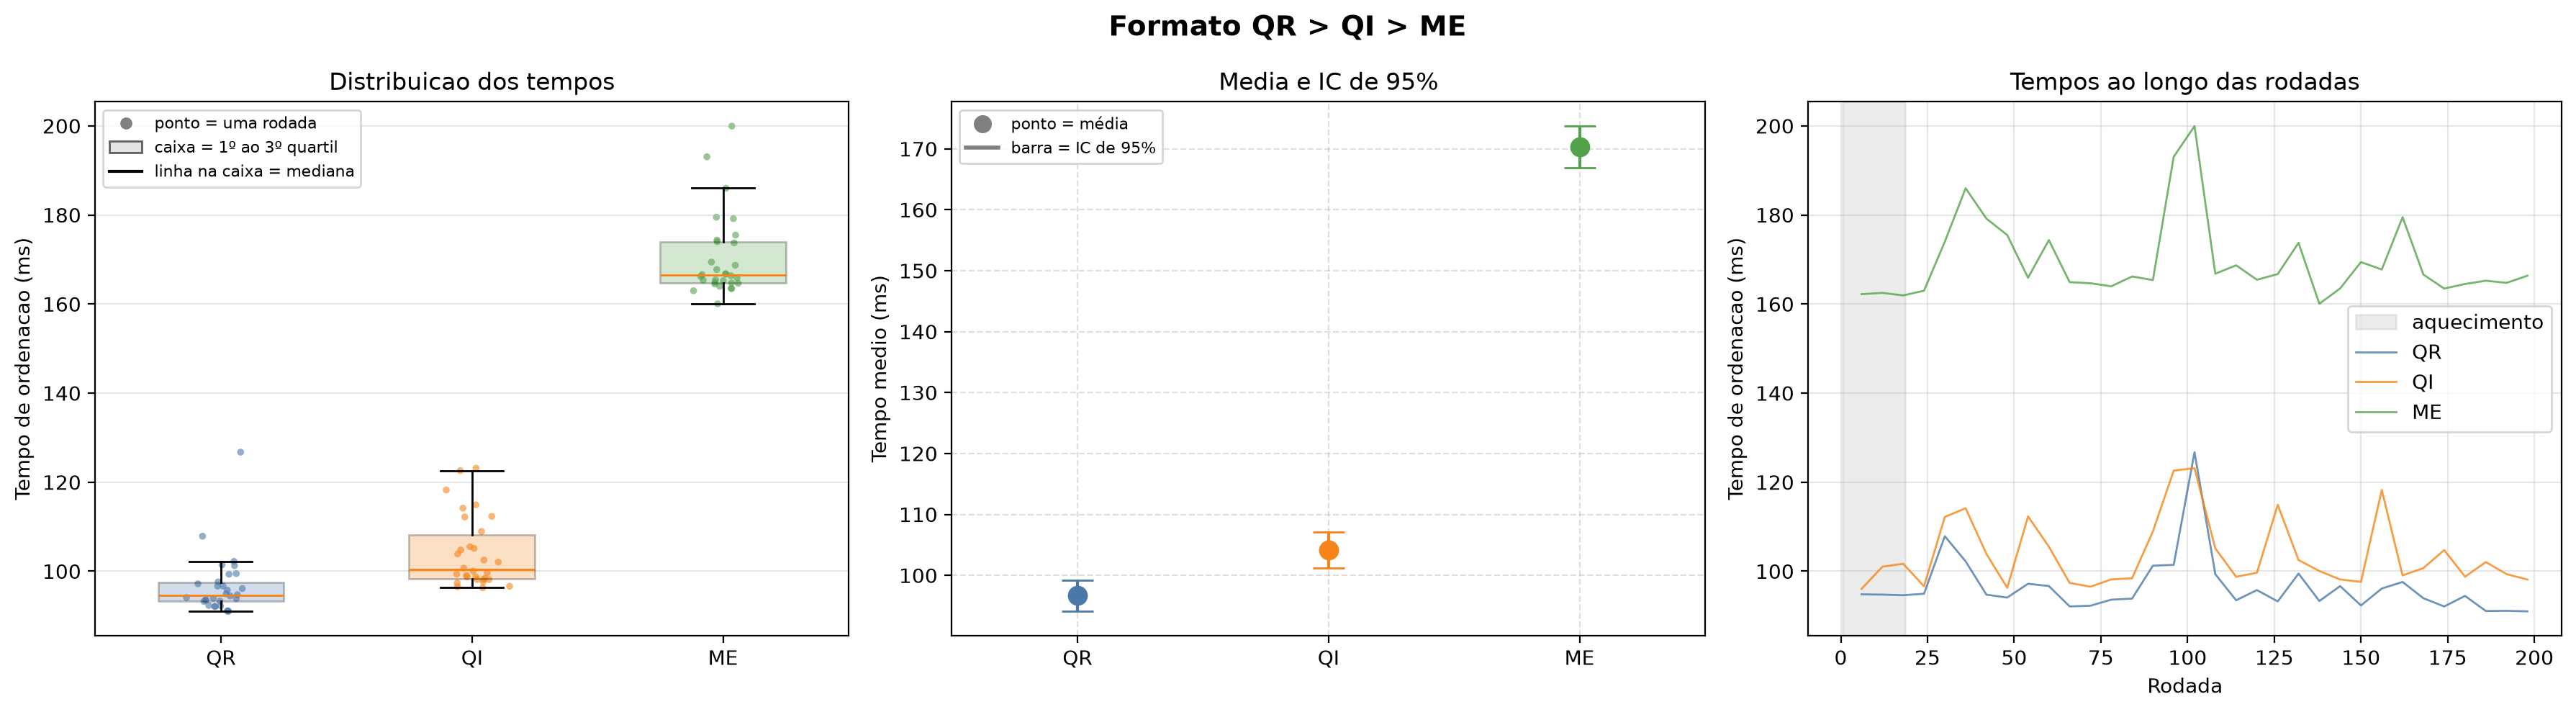 Formato QR > QI > ME
Distribuicao dos tempos
ponto = uma rodada
caixa = 1º ao 3º quartil
linha na caixa = mediana
Tempo de ordenacao (ms)
200
180
160
140
120
100
QR
QI
ME
Media e IC de 95%
ponto = média
barra = IC de 95%
Tempo medio (ms)
170
160
150
140
130
120
110
100
QR
QI
ME
Tempos ao longo das rodadas
Tempo de ordenacao (ms)
200
180
160
140
120
100
aquecimento
QR
QI
ME
0 25 50 75 100 125 150 175 200
Rodada